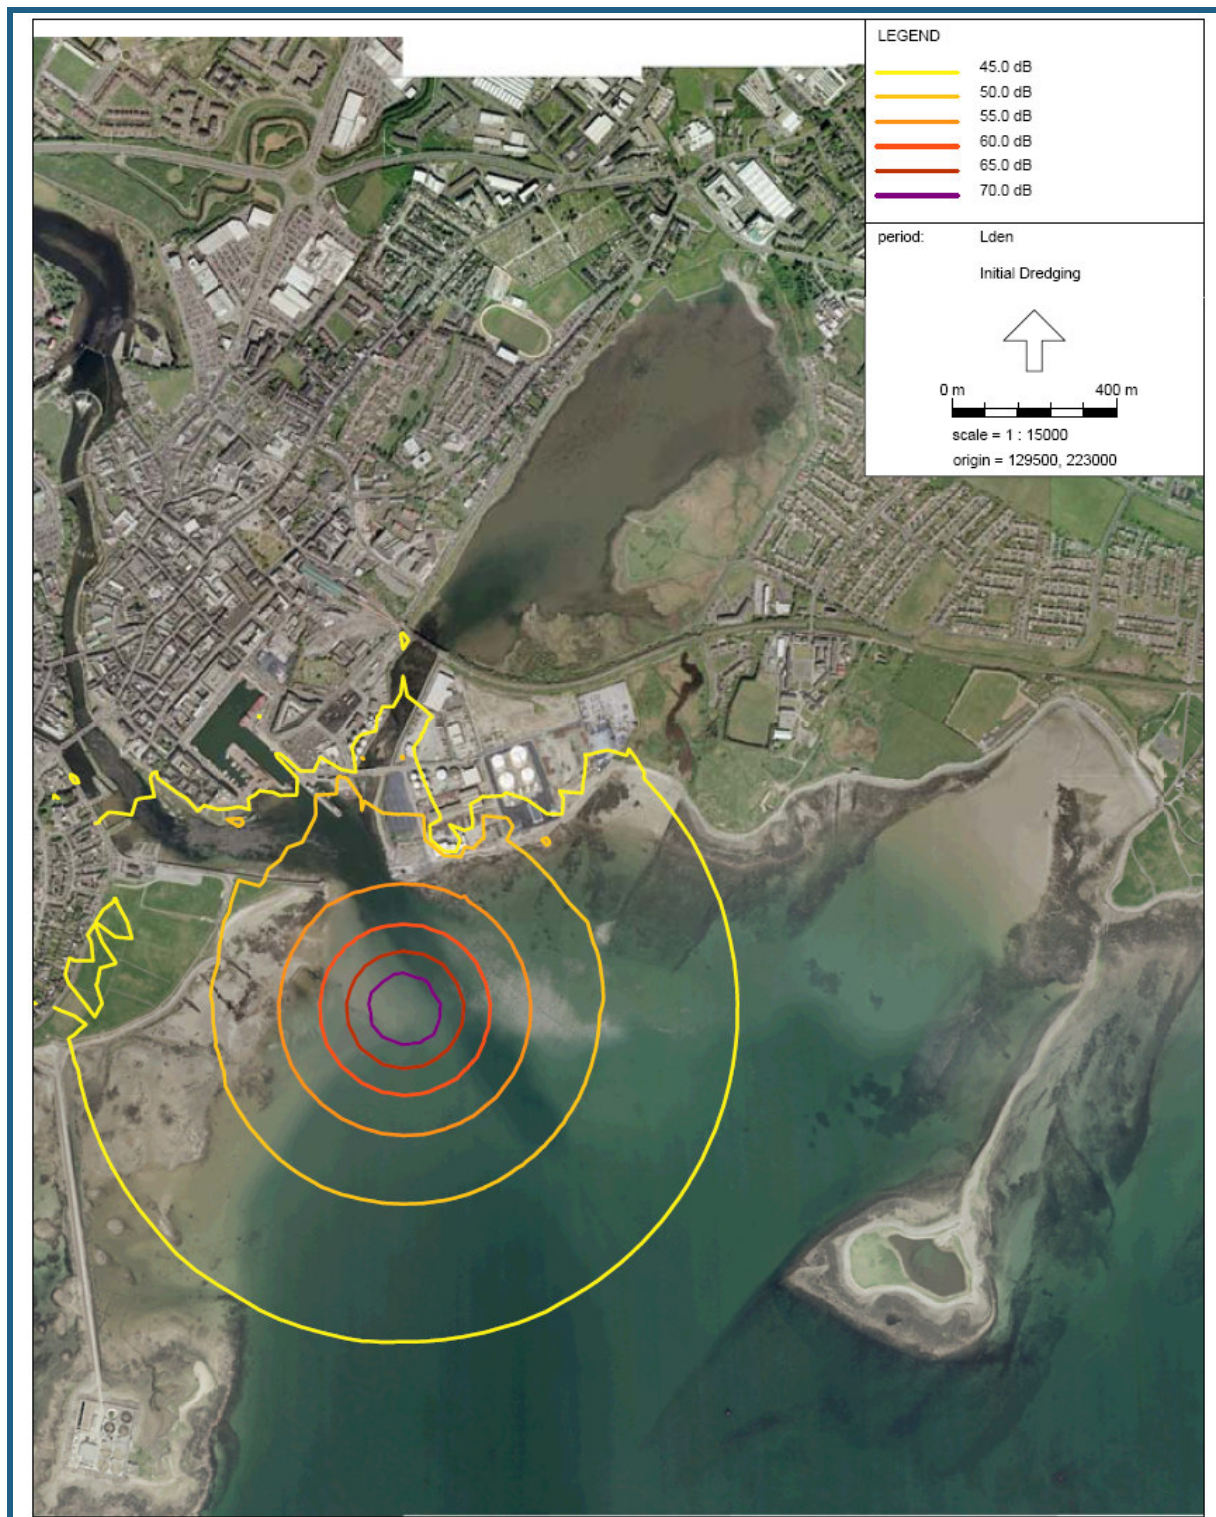 LEGEND
45.0 dB
50.0 dB
55.0 dB
60.0 dB
65.0 dB
70.0 dB
period: Lden
Initial Dredging
0 m 400 m
scale = 1 : 15000
origin = 129500, 223000